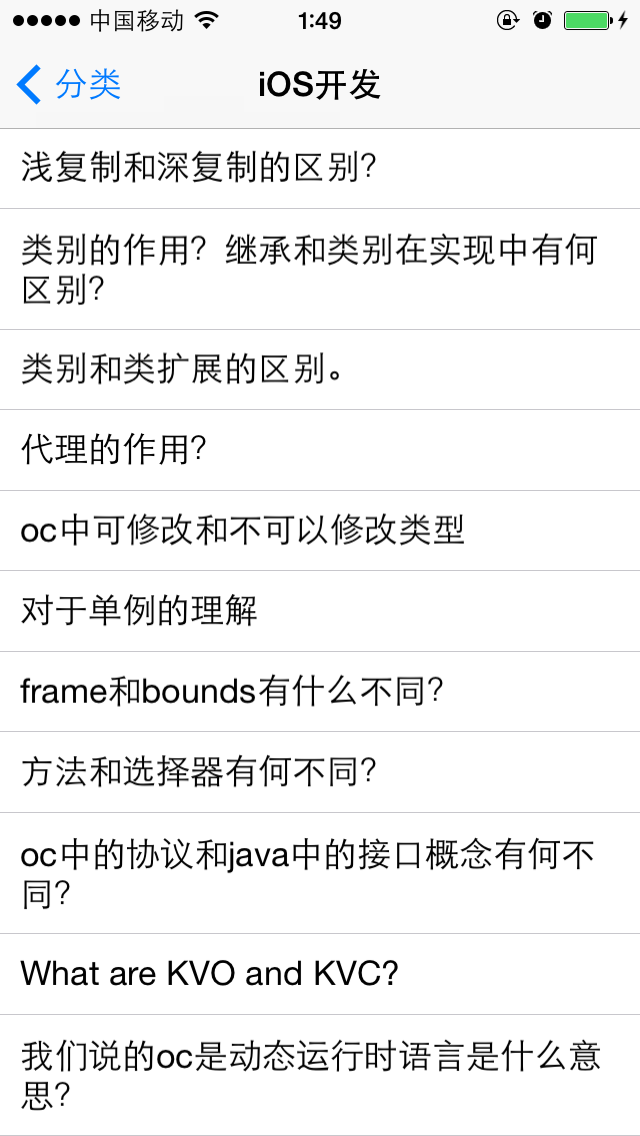 中国移动
1:49
分类
iOS开发
浅复制和深复制的区别？
类别的作用？继承和类别在实现中有何
区别？
类别和类扩展的区别。
代理的作用？
oc中可修改和不可以修改类型
对于单例的理解
frame和bounds有什么不同？
方法和选择器有何不同？
oc中的协议和java中的接口概念有何不
同？
What are KVO and KVC?
我们说的oc是动态运行时语言是什么意
思？